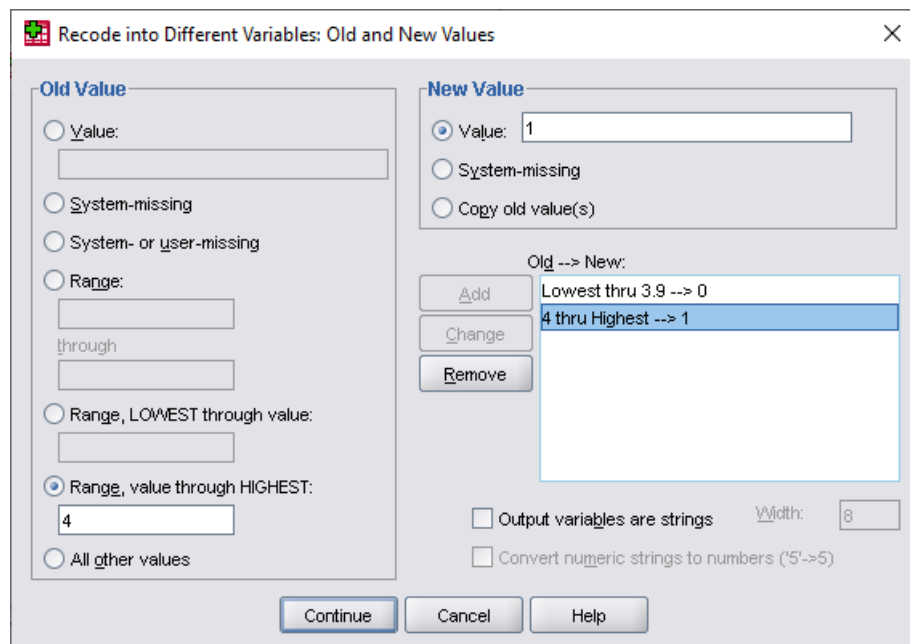 Recode into Different Variables: Old and New Values
Old Value
Value:
System-missing
System- or user-missing
Range:
through
Range, LOWEST through value:
Range, value through HIGHEST:
4
All other values
New Value
Value: 1
System-missing
Copy old value(s)
Old --> New:
Add
Lowest thru 3.9 --> 0
Change
4 thru Highest --> 1
Remove
Output variables are strings Width: 8
Convert numeric strings to numbers ('5'->5)
Continue Cancel Help